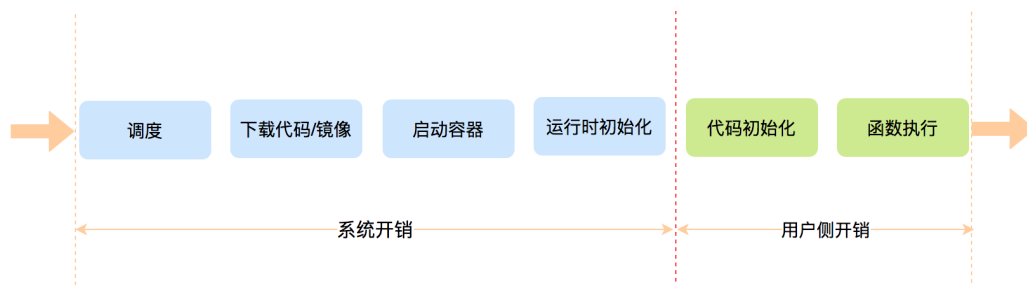 调度
下载代码/镜像
启动容器
运行时初始化
代码初始化
函数执行
系统开销
用户侧开销